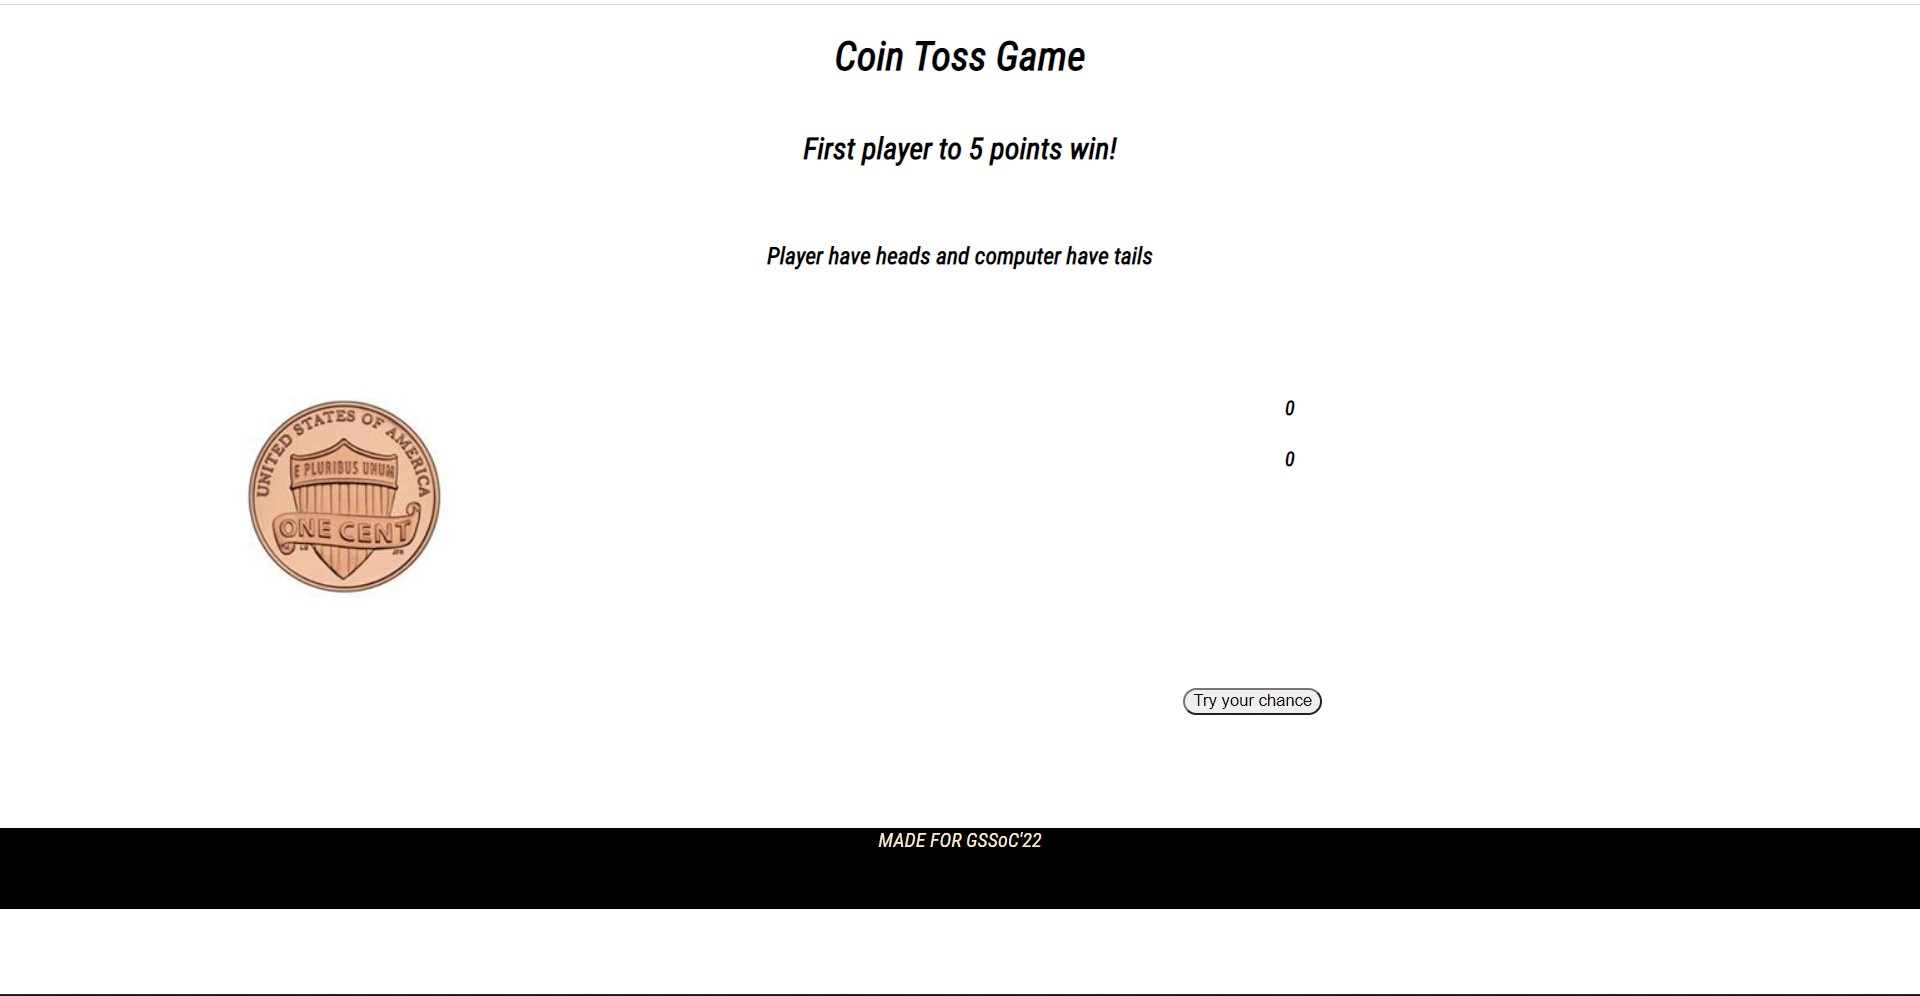 Coin Toss Game
First player to 5 points win!
Player have heads and computer have tails
UNITED STATES OF AMERICA
E PLURIBUS UNUM
ONE CENT
0
0
Try your chance
MADE FOR GSSoC'22